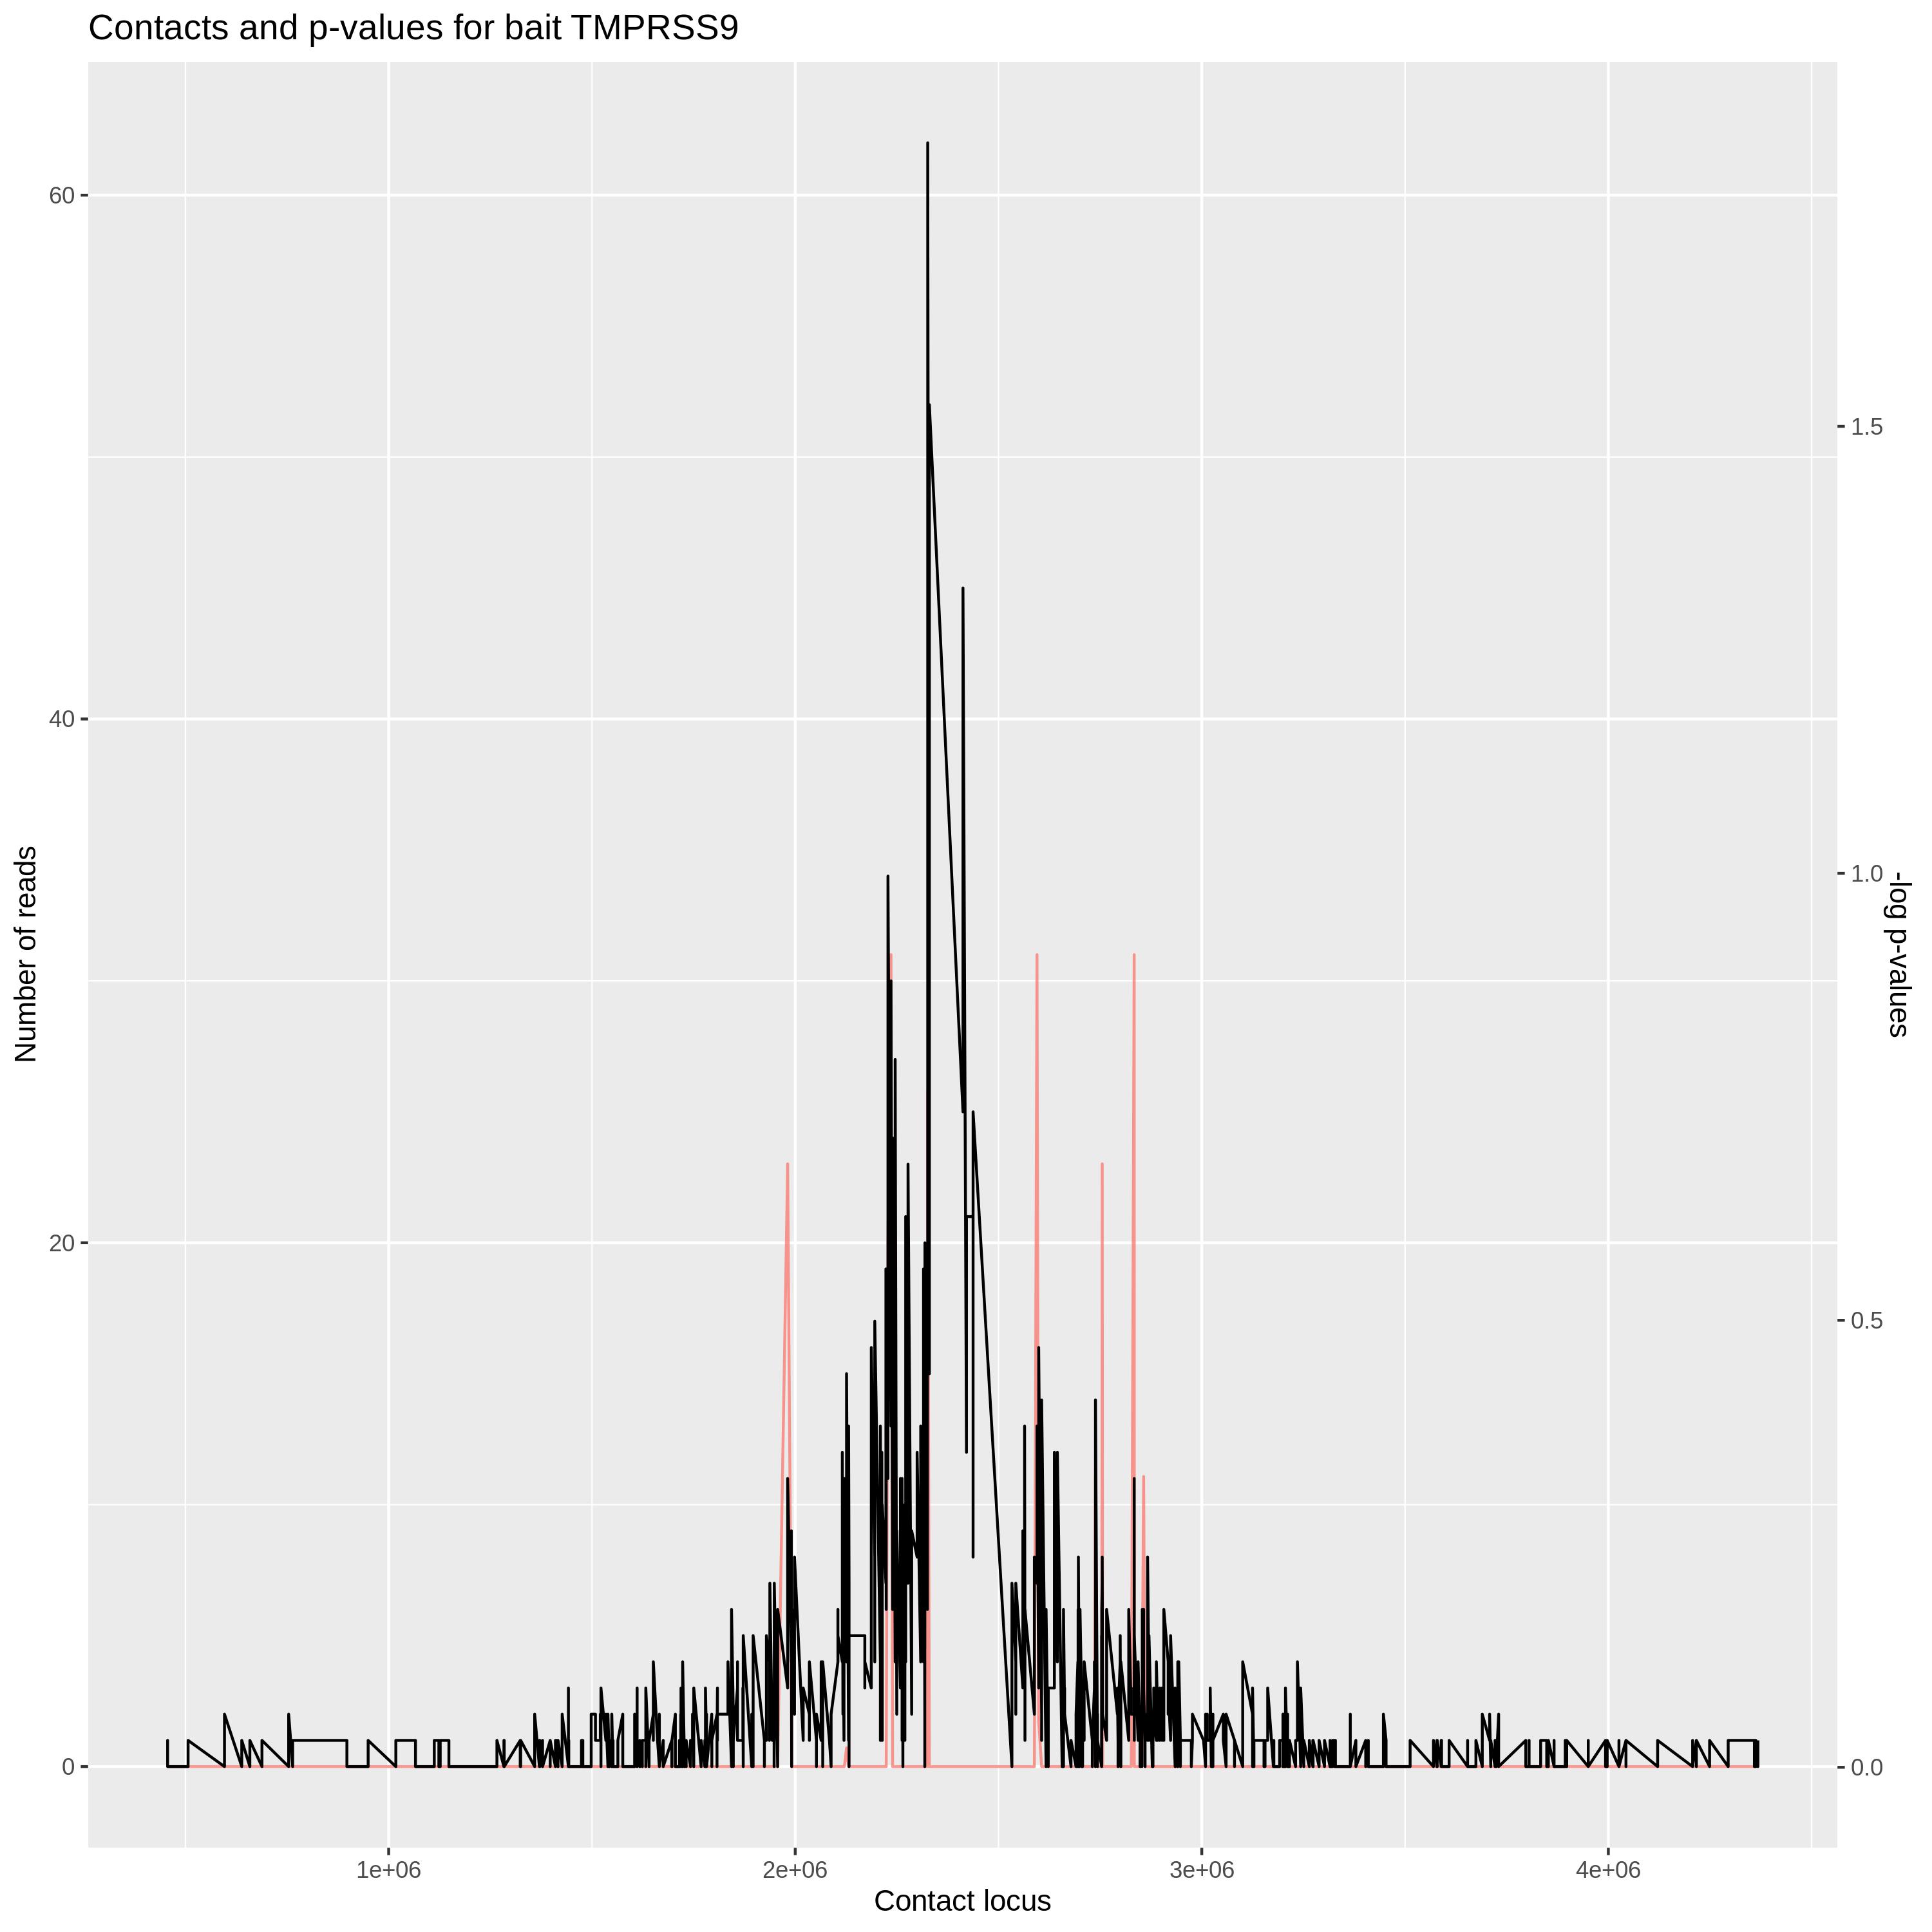 Contacts and p-values for bait TMPRSS9
Number of reads
60
40
20
0
1.5
1.0
0.5
0.0
-log p-values
1e+06 2e+06 3e+06 4e+06
Contact locus